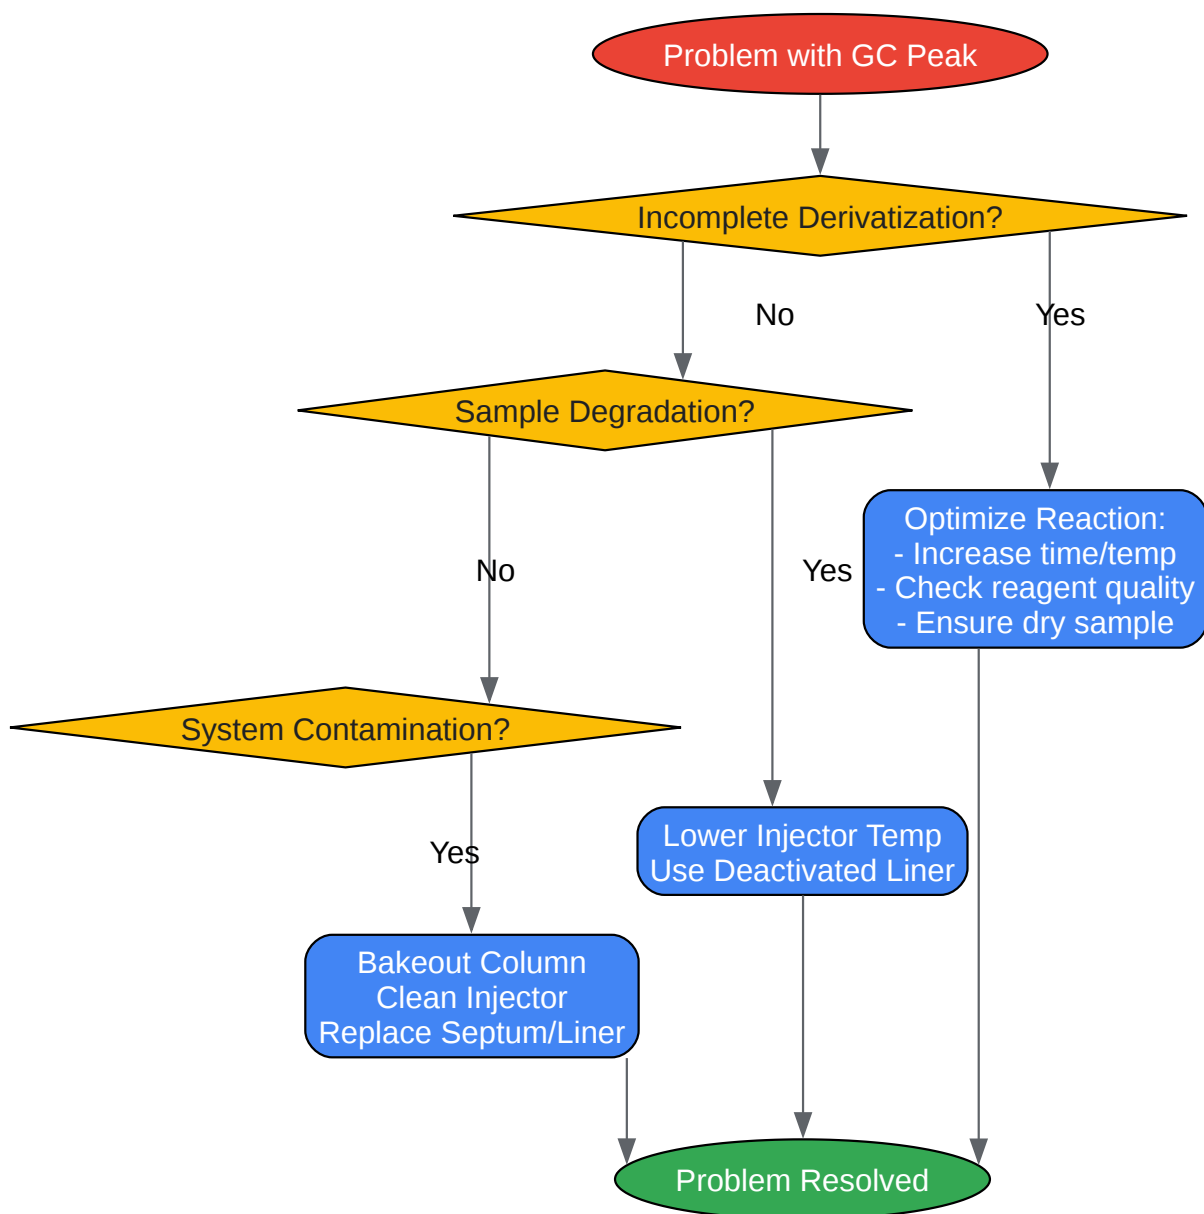 Problem with GC Peak
Incomplete Derivatization?
No
Yes
Sample Degradation?
Optimize Reaction:
- Increase time/temp
- Check reagent quality
- Ensure dry sample
No
Yes
System Contamination?
Lower Injector Temp
Use Deactivated Liner
Yes
Bakeout Column
Clean Injector
Replace Septum/Liner
Problem Resolved